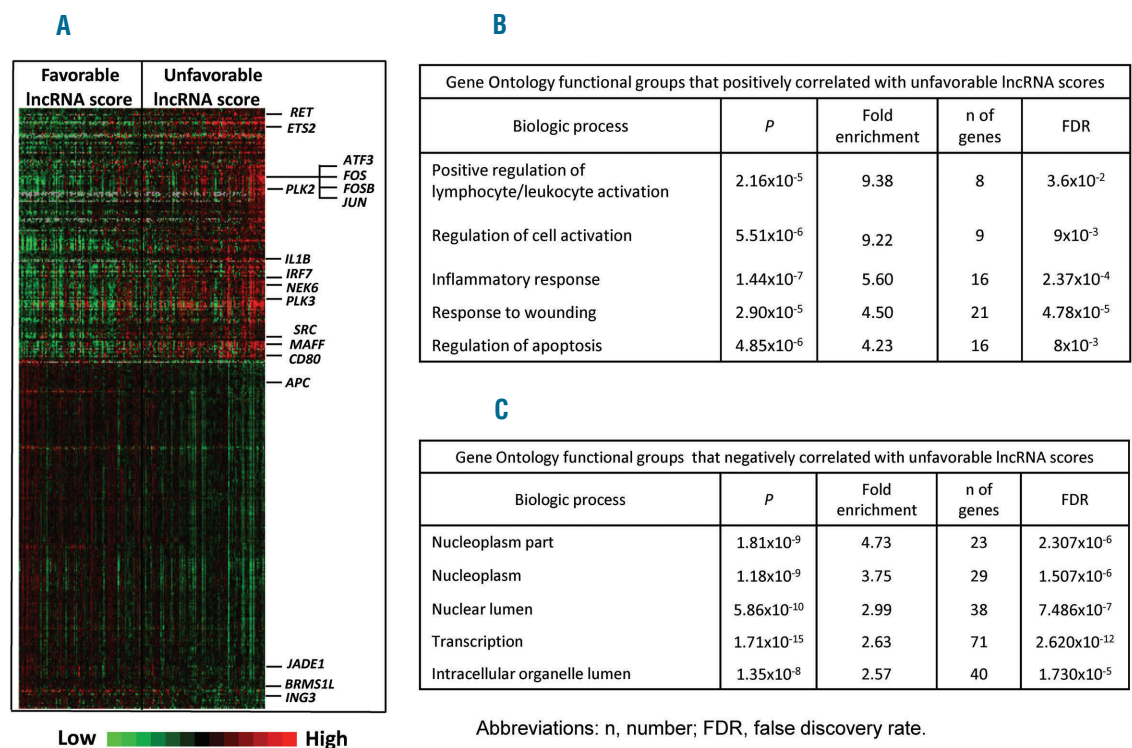 A
Favorable
lncRNA score
Unfavorable
lncRNA score
RET
ETS2
ATF3
FOS
PLK2
FOSB
JUN
IL1B
IRF7
NEK6
PLK3
SRC
MAFF
CD80
APC
JADE1
BRMS1L
ING3
Low
High
B
Gene Ontology functional groups that positively correlated with unfavorable lncRNA scores
Biologic process P Fold enrichment n of genes FDR
Positive regulation of
lymphocyte/leukocyte activation 2.16x10⁻⁵ 9.38 8 3.6x10⁻²
Regulation of cell activation 5.51x10⁻⁶ 9.22 9 9x10⁻³
Inflammatory response 1.44x10⁻⁷ 5.60 16 2.37x10⁻⁴
Response to wounding 2.90x10⁻⁵ 4.50 21 4.78x10⁻⁵
Regulation of apoptosis 4.85x10⁻⁶ 4.23 16 8x10⁻³
C
Gene Ontology functional groups that negatively correlated with unfavorable lncRNA scores
Biologic process P Fold enrichment n of genes FDR
Nucleoplasm part 1.81x10⁻⁹ 4.73 23 2.307x10⁻⁶
Nucleoplasm 1.18x10⁻⁹ 3.75 29 1.507x10⁻⁶
Nuclear lumen 5.86x10⁻¹⁰ 2.99 38 7.486x10⁻⁷
Transcription 1.71x10⁻¹⁵ 2.63 71 2.620x10⁻¹²
Intracellular organelle lumen 1.35x10⁻⁸ 2.57 40 1.730x10⁻⁵
Abbreviations: n, number; FDR, false discovery rate.